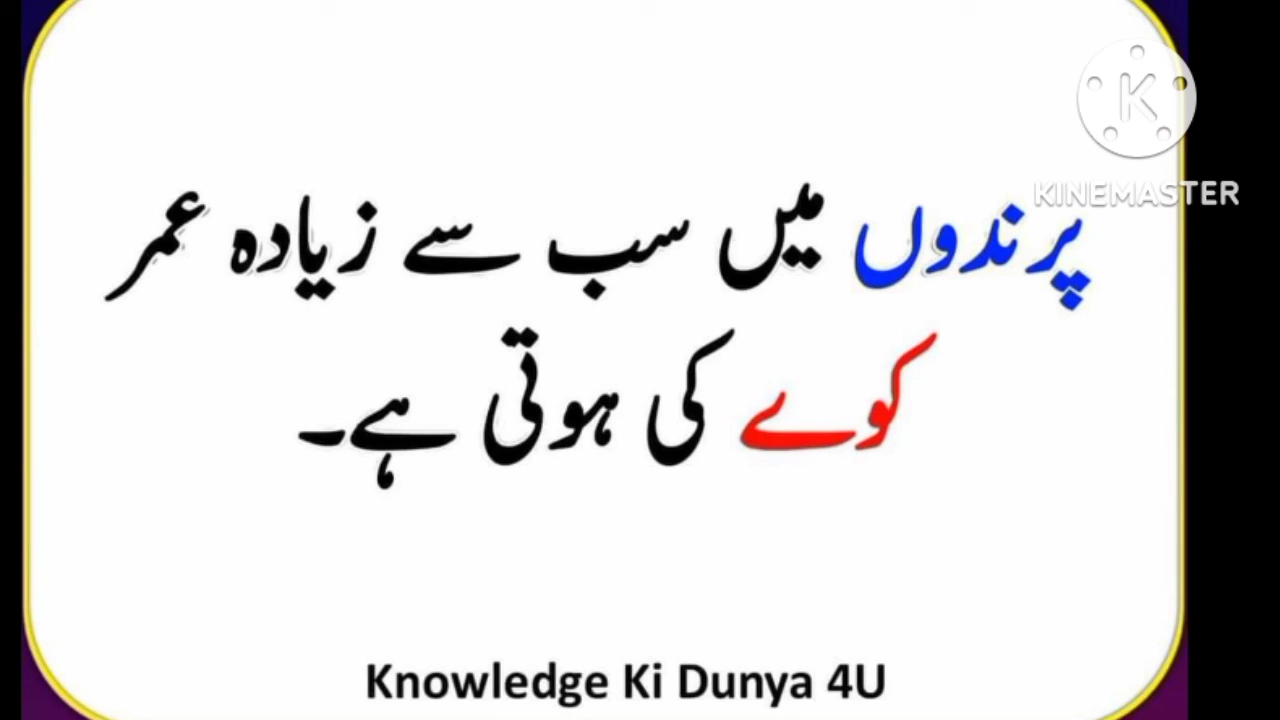 KINEMASTER
پرندوں میں سب سے زیادہ عمر
کوے کی ہوتی ہے۔
Knowledge Ki Dunya 4U